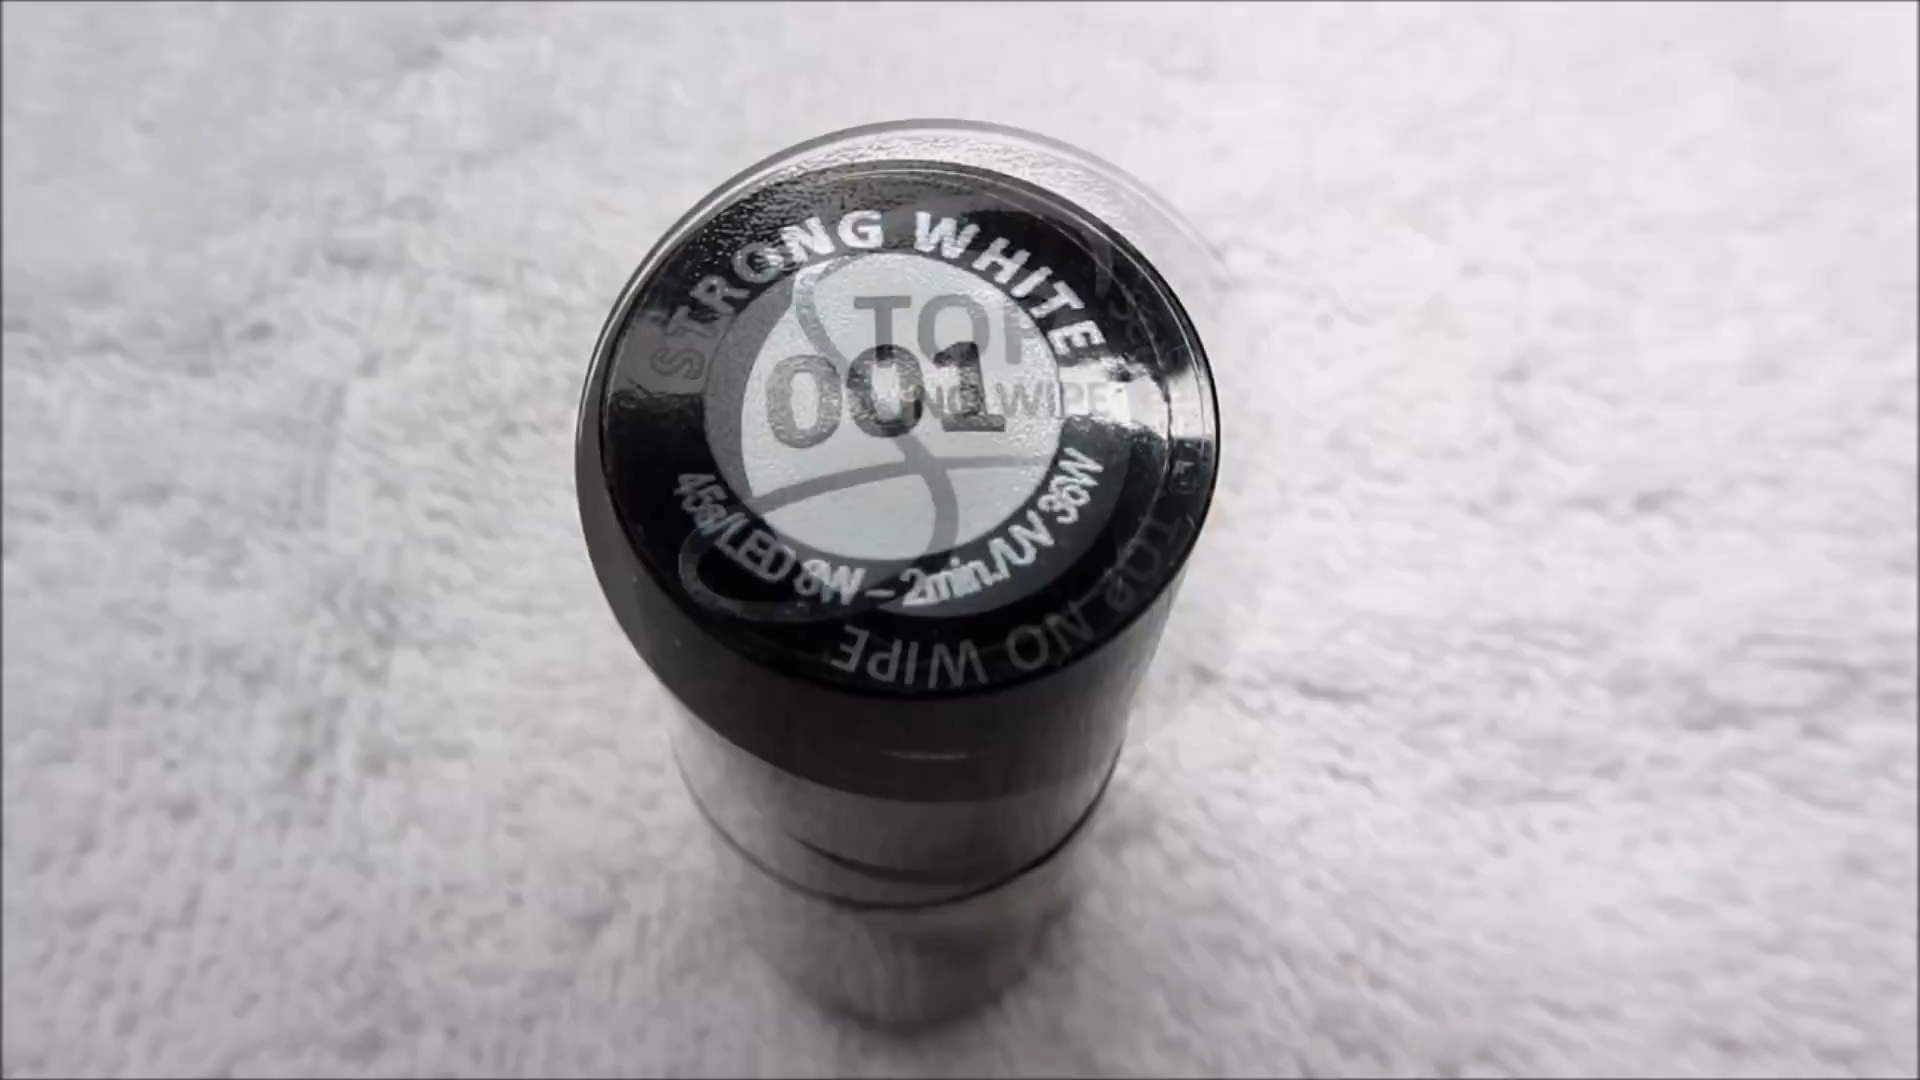 STRONG WHITE
001
45s/LED 8W – 2min./UV 36W
TOP
NO WIPE
TOP NO WIPE